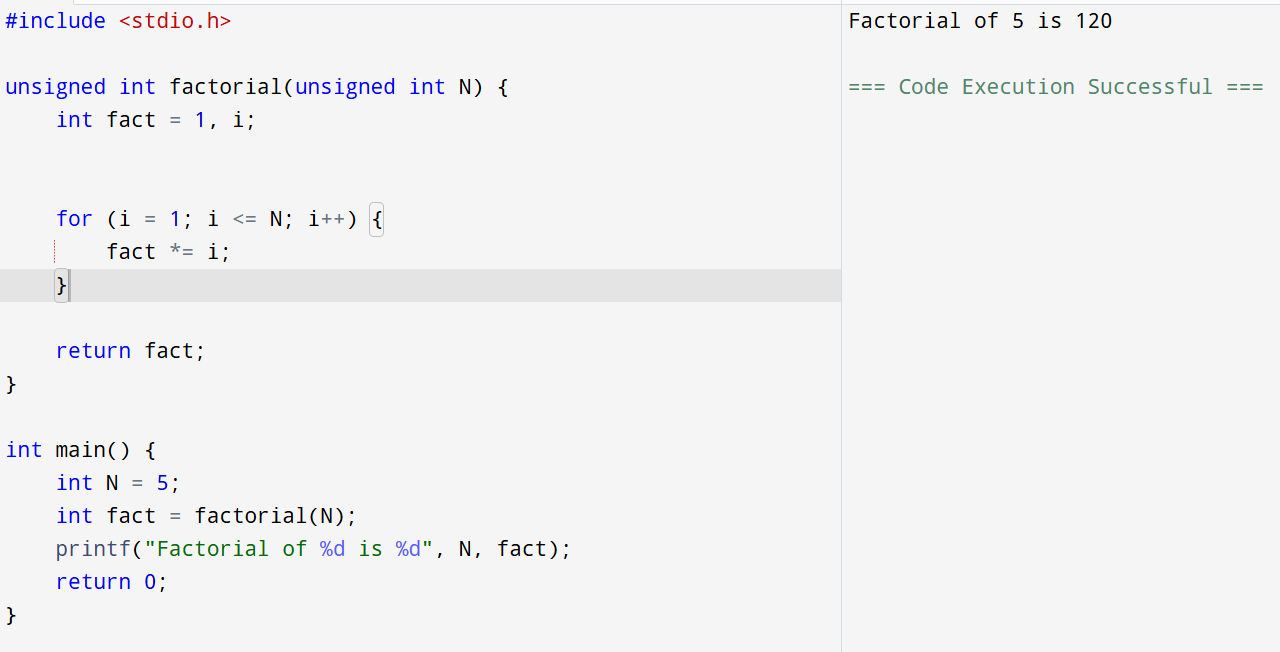 #include <stdio.h>
unsigned int factorial(unsigned int N) {
    int fact = 1, i;
    for (i = 1; i <= N; i++) {
        fact *= i;
    }
    return fact;
}
int main() {
    int N = 5;
    int fact = factorial(N);
    printf("Factorial of %d is %d", N, fact);
    return 0;
}
Factorial of 5 is 120
=== Code Execution Successful ===